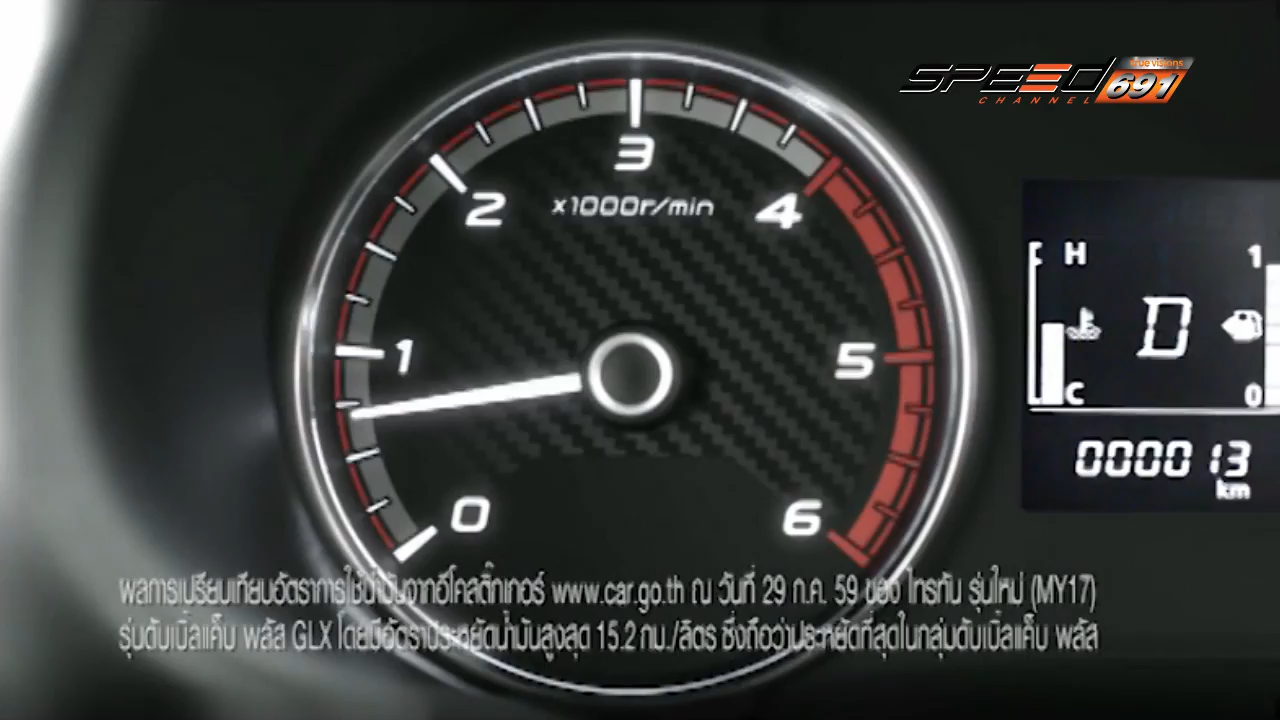 SPEED
true visions
CHANNEL 691
3
2
x1000r/min
4
1
5
0
6
H
1
D
C
0
000013
km
ผลการเปรียบเทียบอัตราการใช้น้ำมันจากอีโคสติ๊กเกอร์ www.car.go.th ณ วันที่ 29 ก.ค. 59 ของ ไทรทัน รุ่นใหม่ (MY17)
รุ่นดับเบิ้ลแค็บ พลัส GLX โดยมีอัตราประหยัดน้ำมันสูงสุด 15.2 กม./ลิตร ซึ่งถือว่าประหยัดที่สุดในกลุ่มดับเบิ้ลแค็บ พลัส